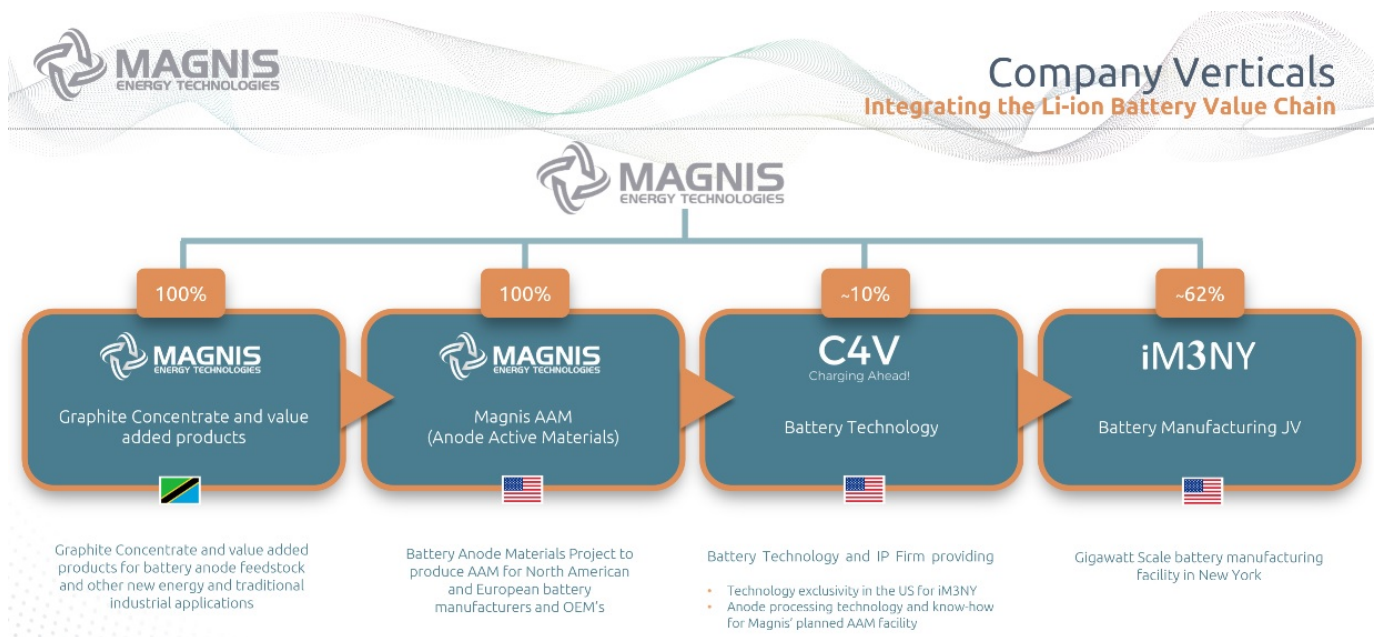 MAGNIS
ENERGY TECHNOLOGIES
Company Verticals
Integrating the Li-ion Battery Value Chain
MAGNIS
ENERGY TECHNOLOGIES
100%
MAGNIS
ENERGY TECHNOLOGIES
Graphite Concentrate and value
added products
Graphite Concentrate and value added
products for battery anode feedstock
and other new energy and traditional
industrial applications
100%
MAGNIS
ENERGY TECHNOLOGIES
Magnis AAM
(Anode Active Materials)
Battery Anode Materials Project to
produce AAM for North American
and European battery
manufacturers and OEM's
~10%
C4V
Charging Ahead!
Battery Technology
Battery Technology and IP Firm providing
• Technology exclusivity in the US for iM3NY
• Anode processing technology and know-how
for Magnis' planned AAM facility
~62%
iM3NY
Battery Manufacturing JV
Gigawatt Scale battery manufacturing
facility in New York